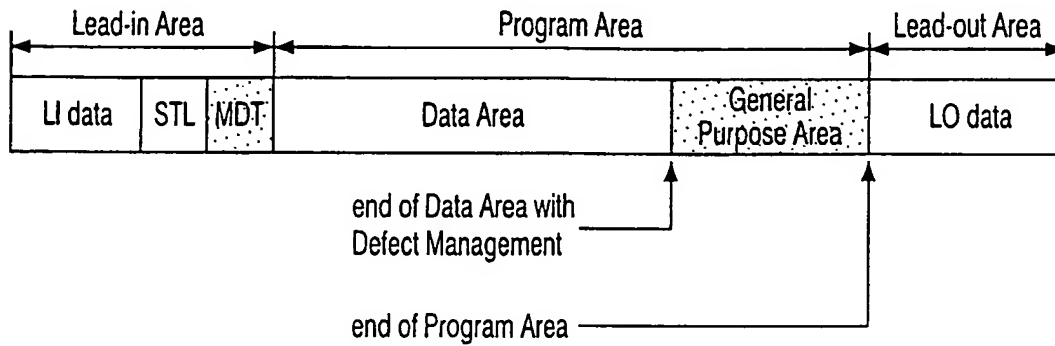 Lead-in Area
Program Area
Lead-out Area
LI data
STL
MDT
Data Area
General
Purpose Area
LO data
end of Data Area with
Defect Management
end of Program Area